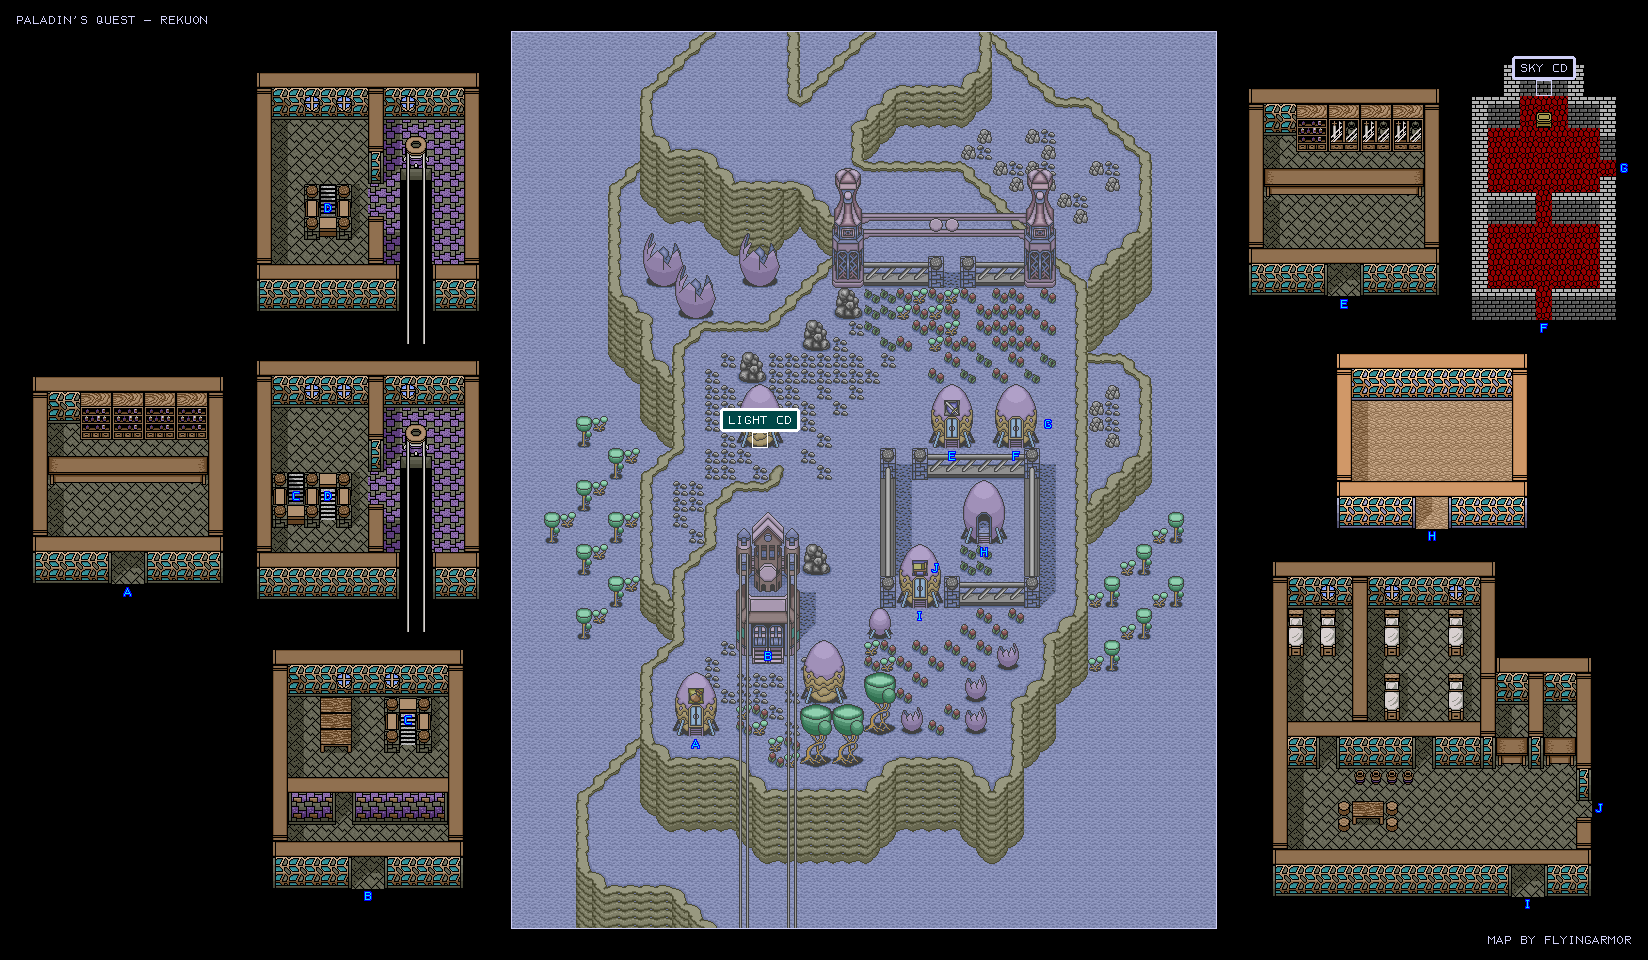 PALADIN'S QUEST – REKUON
SKY CD
G
D
E
F
LIGHT CD
G
E
F
C D
H
H
A
J
I
B
C
A
J
B
I
MAP BY FLYINGARMOR